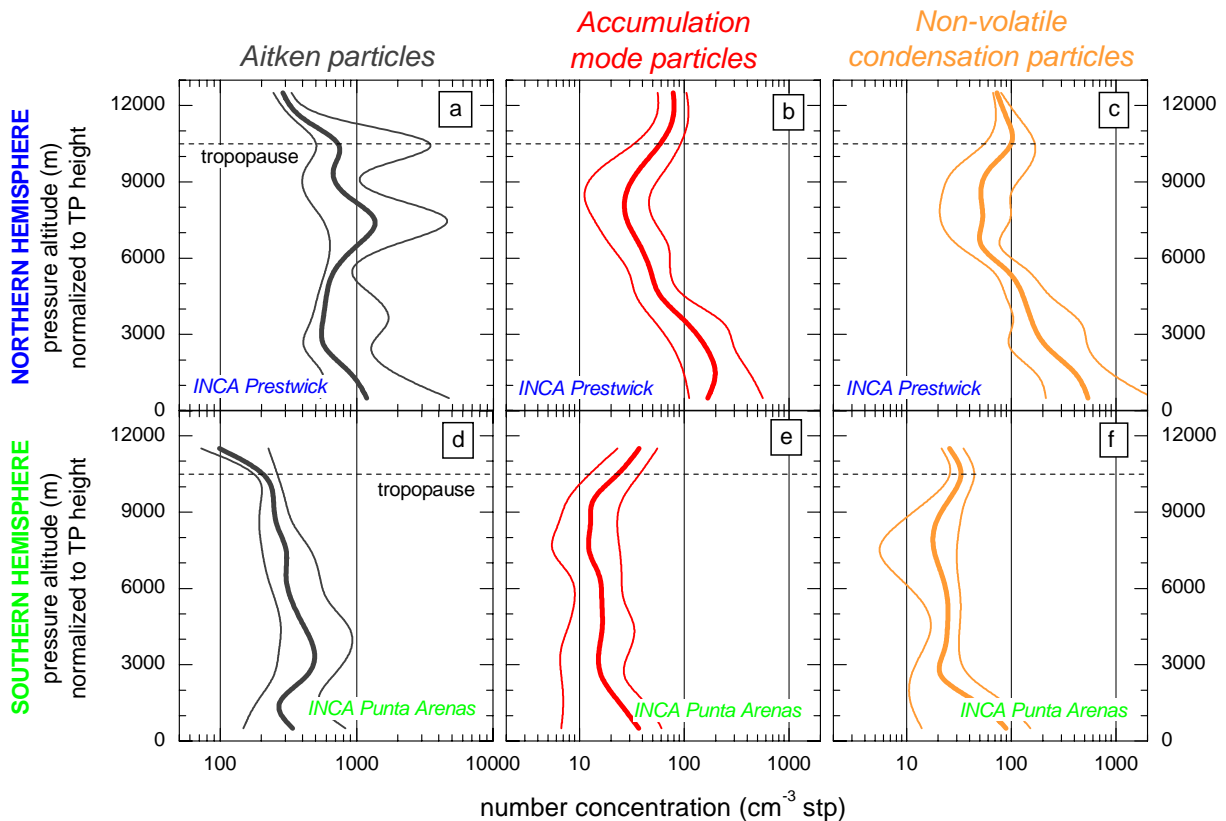 Aitken particles
Accumulation
mode particles
Non-volatile
condensation particles
NORTHERN HEMISPHERE
pressure altitude (m)
normalized to TP height
12000
9000
6000
3000
0
a
tropopause
INCA Prestwick
b
INCA Prestwick
c
INCA Prestwick
12000
9000
6000
3000
0
SOUTHERN HEMISPHERE
pressure altitude (m)
normalized to TP height
12000
9000
6000
3000
0
d
tropopause
INCA Punta Arenas
e
INCA Punta Arenas
f
INCA Punta Arenas
12000
9000
6000
3000
0
100 1000 10000
10 100 1000
10 100 1000
number concentration (cm⁻³ stp)